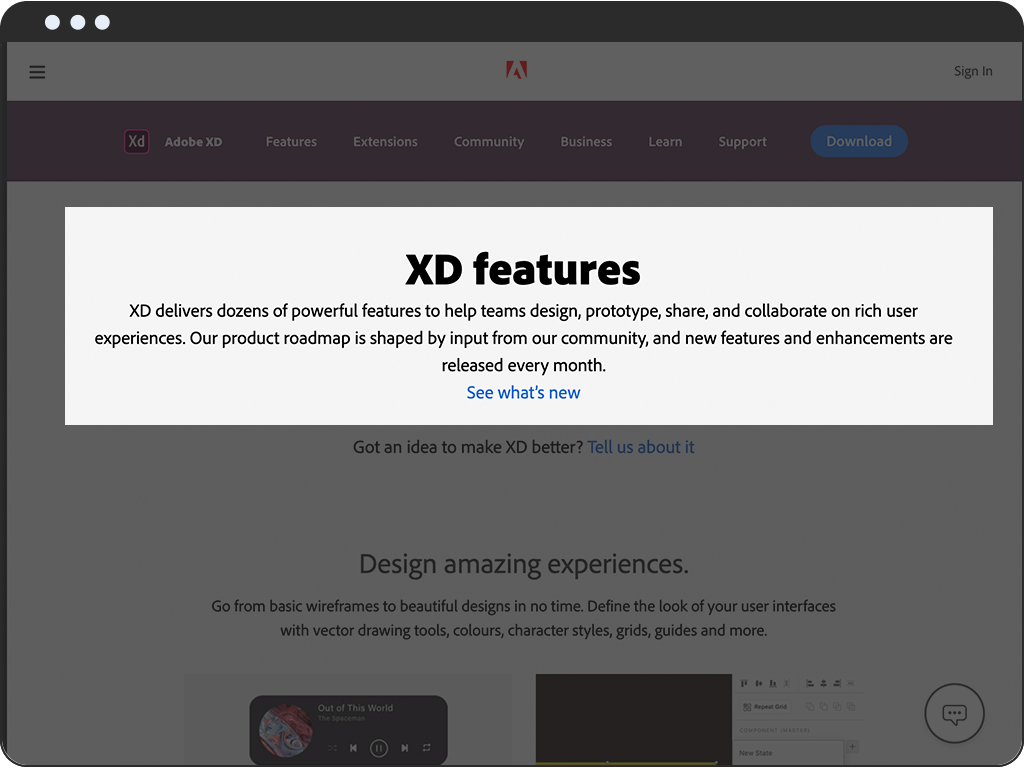 Sign In
Xd Adobe XD Features Extensions Community Business Learn Support Download
XD features
XD delivers dozens of powerful features to help teams design, prototype, share, and collaborate on rich user
experiences. Our product roadmap is shaped by input from our community, and new features and enhancements are
released every month.
See what's new
Got an idea to make XD better? Tell us about it
Design amazing experiences.
Go from basic wireframes to beautiful designs in no time. Define the look of your user interfaces
with vector drawing tools, colours, character styles, grids, guides and more.
Out of This World
The Spaceman
Repeat Grid
COMPONENT (MASTER)
New State